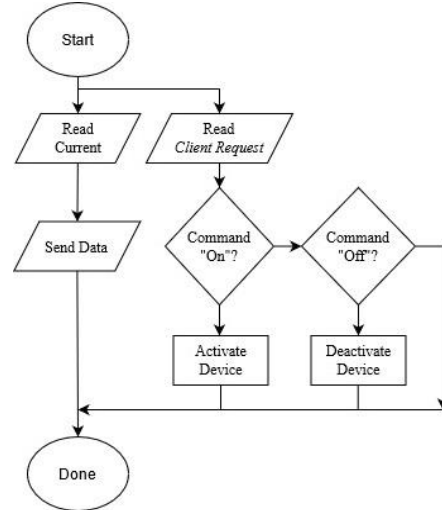 Start
Read
Current
Read
Client Request
Send Data
Command
"On"?
Command
"Off"?
Activate
Device
Deactivate
Device
Done